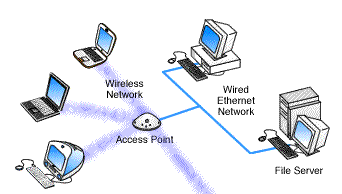 Wireless
Network
Wired
Ethernet
Network
Access Point
File Server